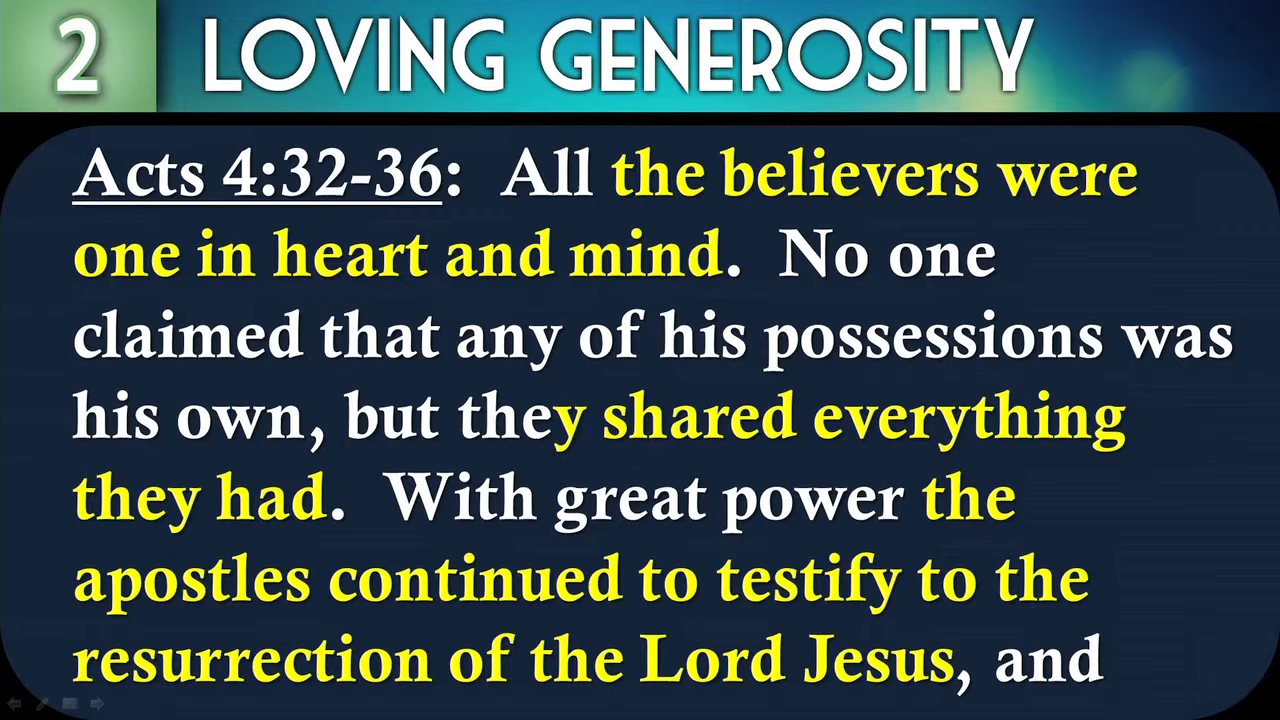 2 LOVING GENEROSITY
Acts 4:32-36: All the believers were
one in heart and mind. No one
claimed that any of his possessions was
his own, but they shared everything
they had. With great power the
apostles continued to testify to the
resurrection of the Lord Jesus, and